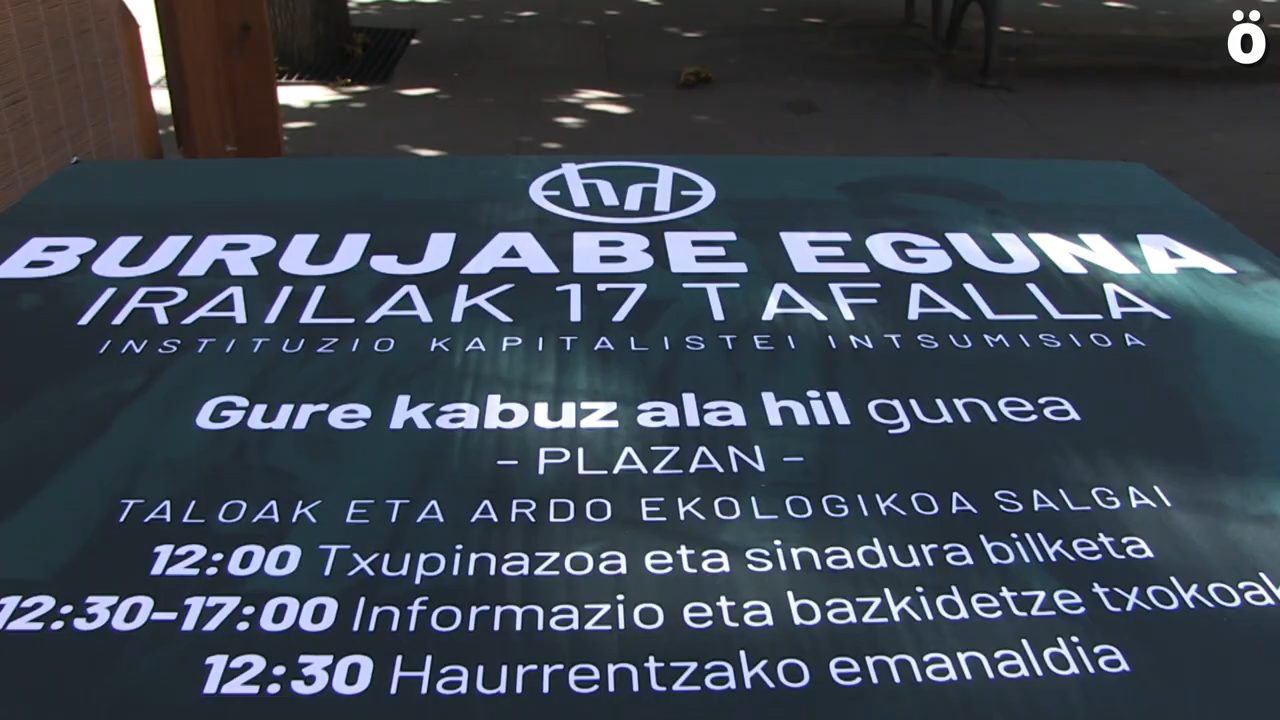 ö
BURUJABE EGUNA
IRAILAK 17 TAFALLA
INSTITUZIO KAPITALISTEI INTSUMISIOA
Gure kabuz ala hil gunea
- PLAZAN -
TALOAK ETA ARDO EKOLOGIKOA SALGAI
12:00 Txupinazoa eta sinadura bilketa
12:30-17:00 Informazio eta bazkidetze txokoak
12:30 Haurrentzako emanaldia